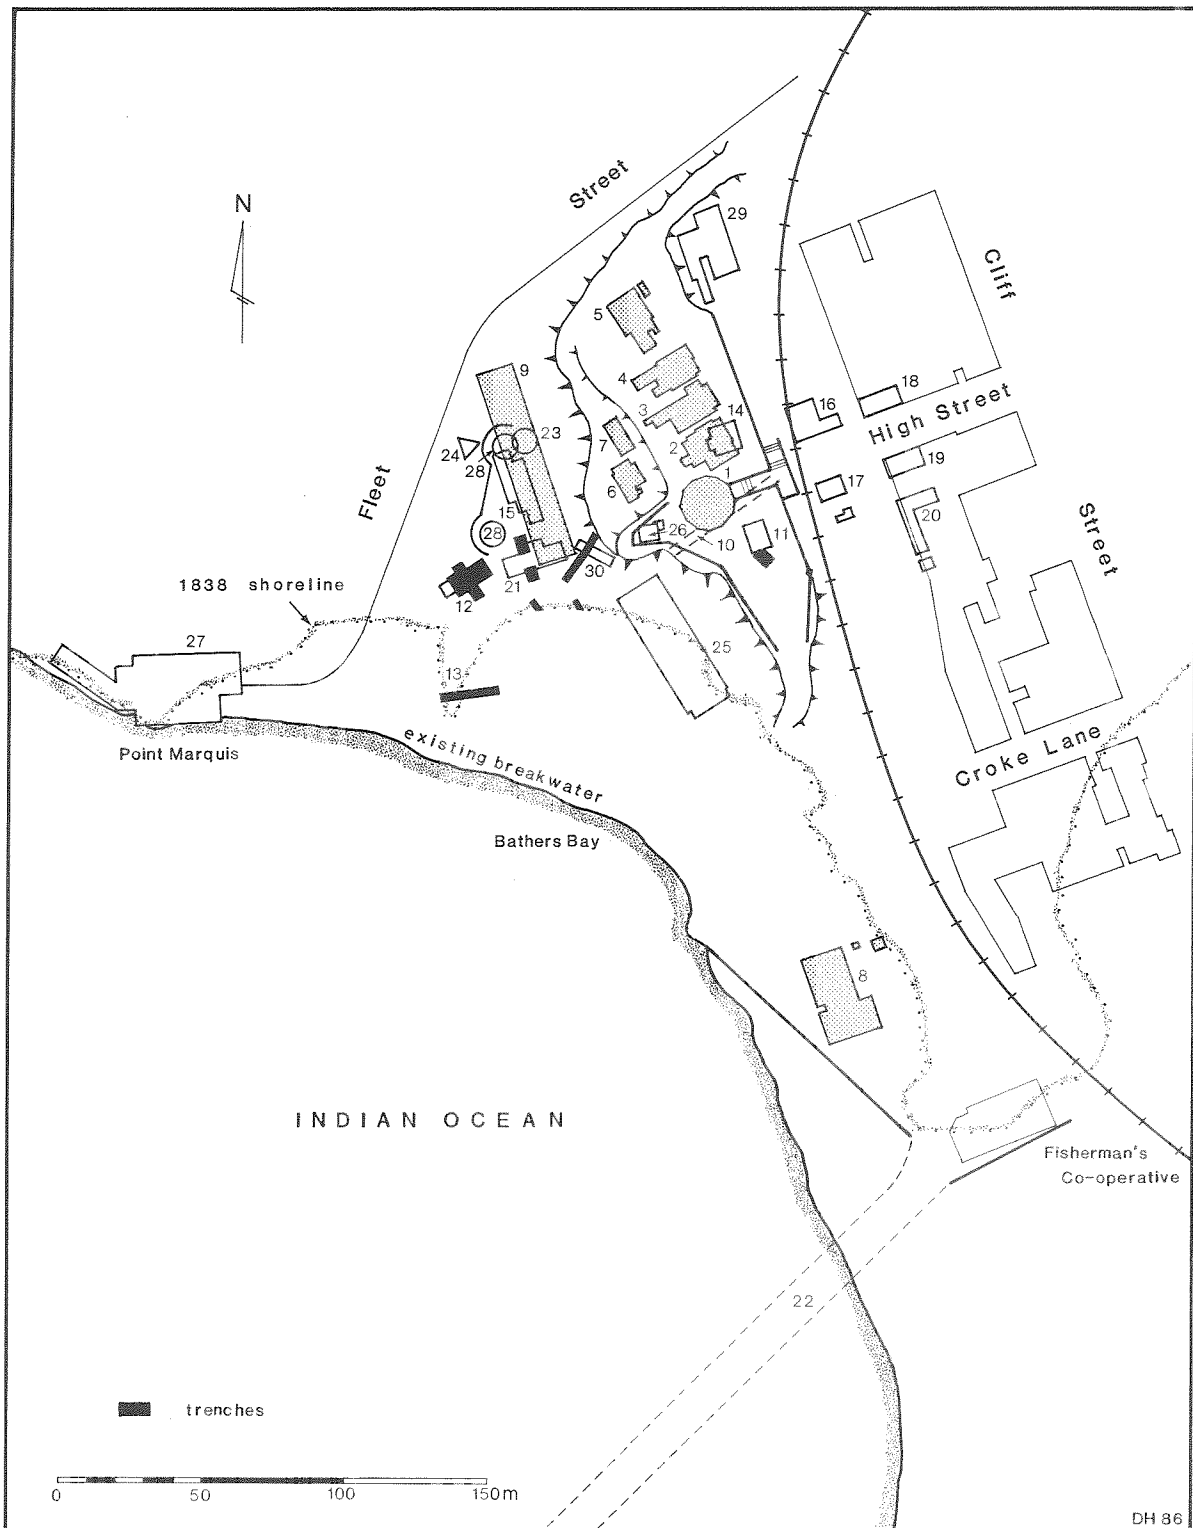 N
Street
29
Cliff
5
9
4
18
3
14
16
High Street
24
28
23
7
2
1
19
17
Fleet
6
15
20
Street
28
26
10
11
21
30
12
1838 shoreline
27
25
13
Point Marquis
existing breakwater
Croke Lane
Bathers Bay
8
INDIAN OCEAN
Fisherman's
Co-operative
22
trenches
0 50 100 150m
DH 86